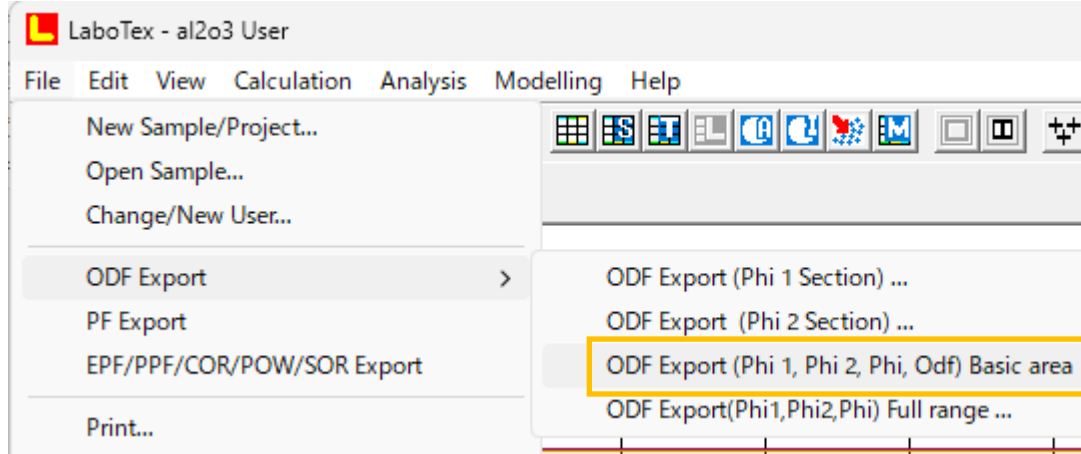 LaboTex - al2o3 User
File Edit View Calculation Analysis Modelling Help
New Sample/Project...
Open Sample...
Change/New User...
ODF Export >
PF Export
EPF/PPF/COR/POW/SOR Export
Print...
ODF Export (Phi 1 Section) ...
ODF Export (Phi 2 Section) ...
ODF Export (Phi 1, Phi 2, Phi, Odf) Basic area
ODF Export(Phi1,Phi2,Phi) Full range ...